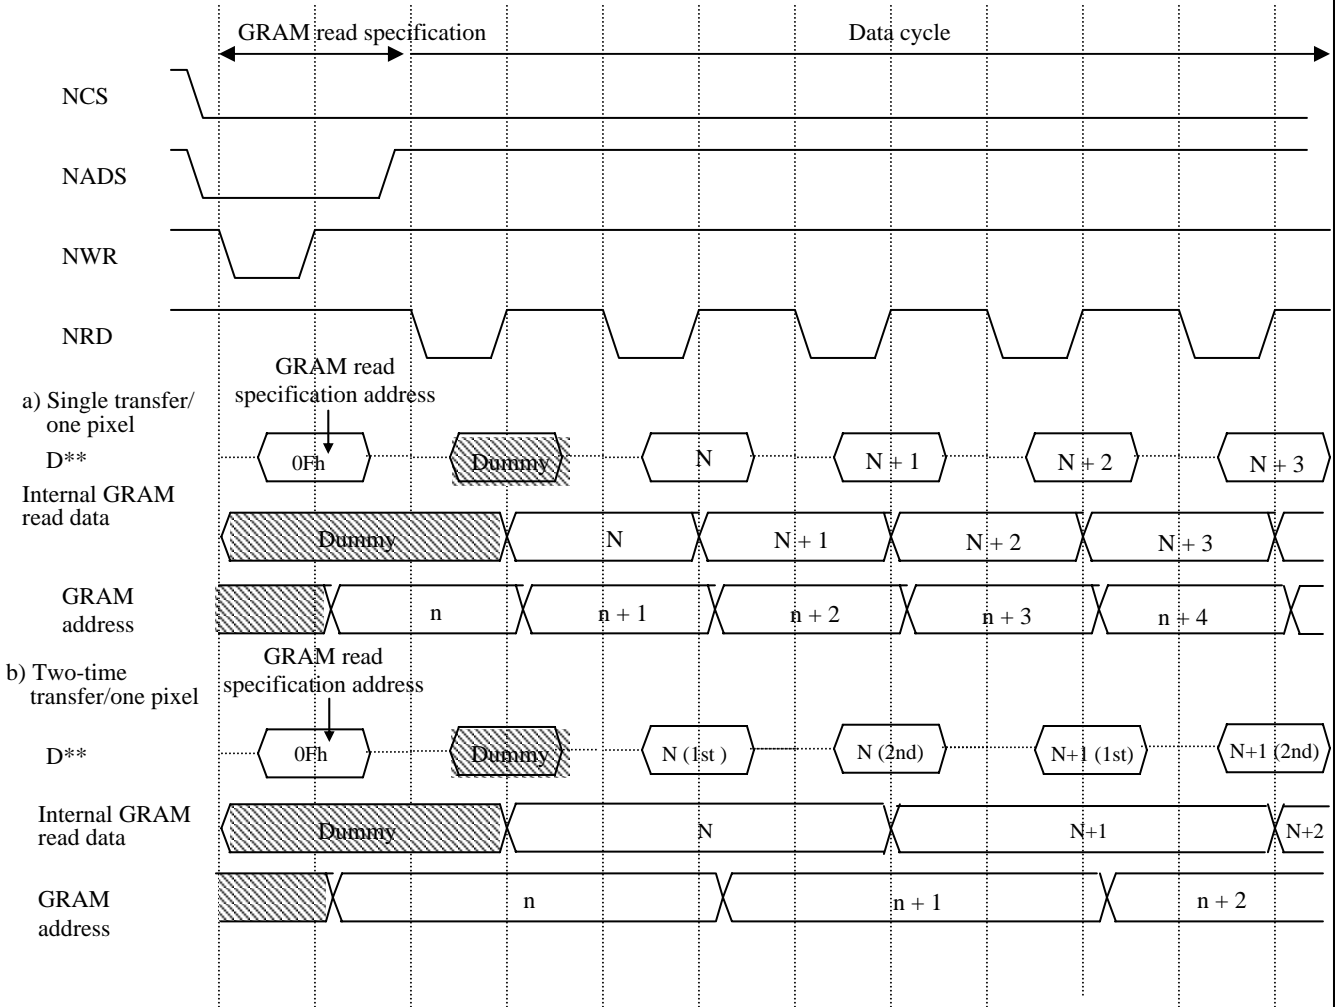 GRAM read specification
Data cycle
NCS
NADS
NWR
NRD
GRAM read
specification address
a) Single transfer/
one pixel
D**
0Fh
Dummy
N
N + 1
N + 2
N + 3
Internal GRAM
read data
Dummy
N
N + 1
N + 2
N + 3
GRAM
address
n
n + 1
n + 2
n + 3
n + 4
GRAM read
specification address
b) Two-time
transfer/one pixel
D**
0Fh
Dummy
N (1st )
N (2nd)
N+1 (1st)
N+1 (2nd)
Internal GRAM
read data
Dummy
N
N+1
N+2
GRAM
address
n
n + 1
n + 2